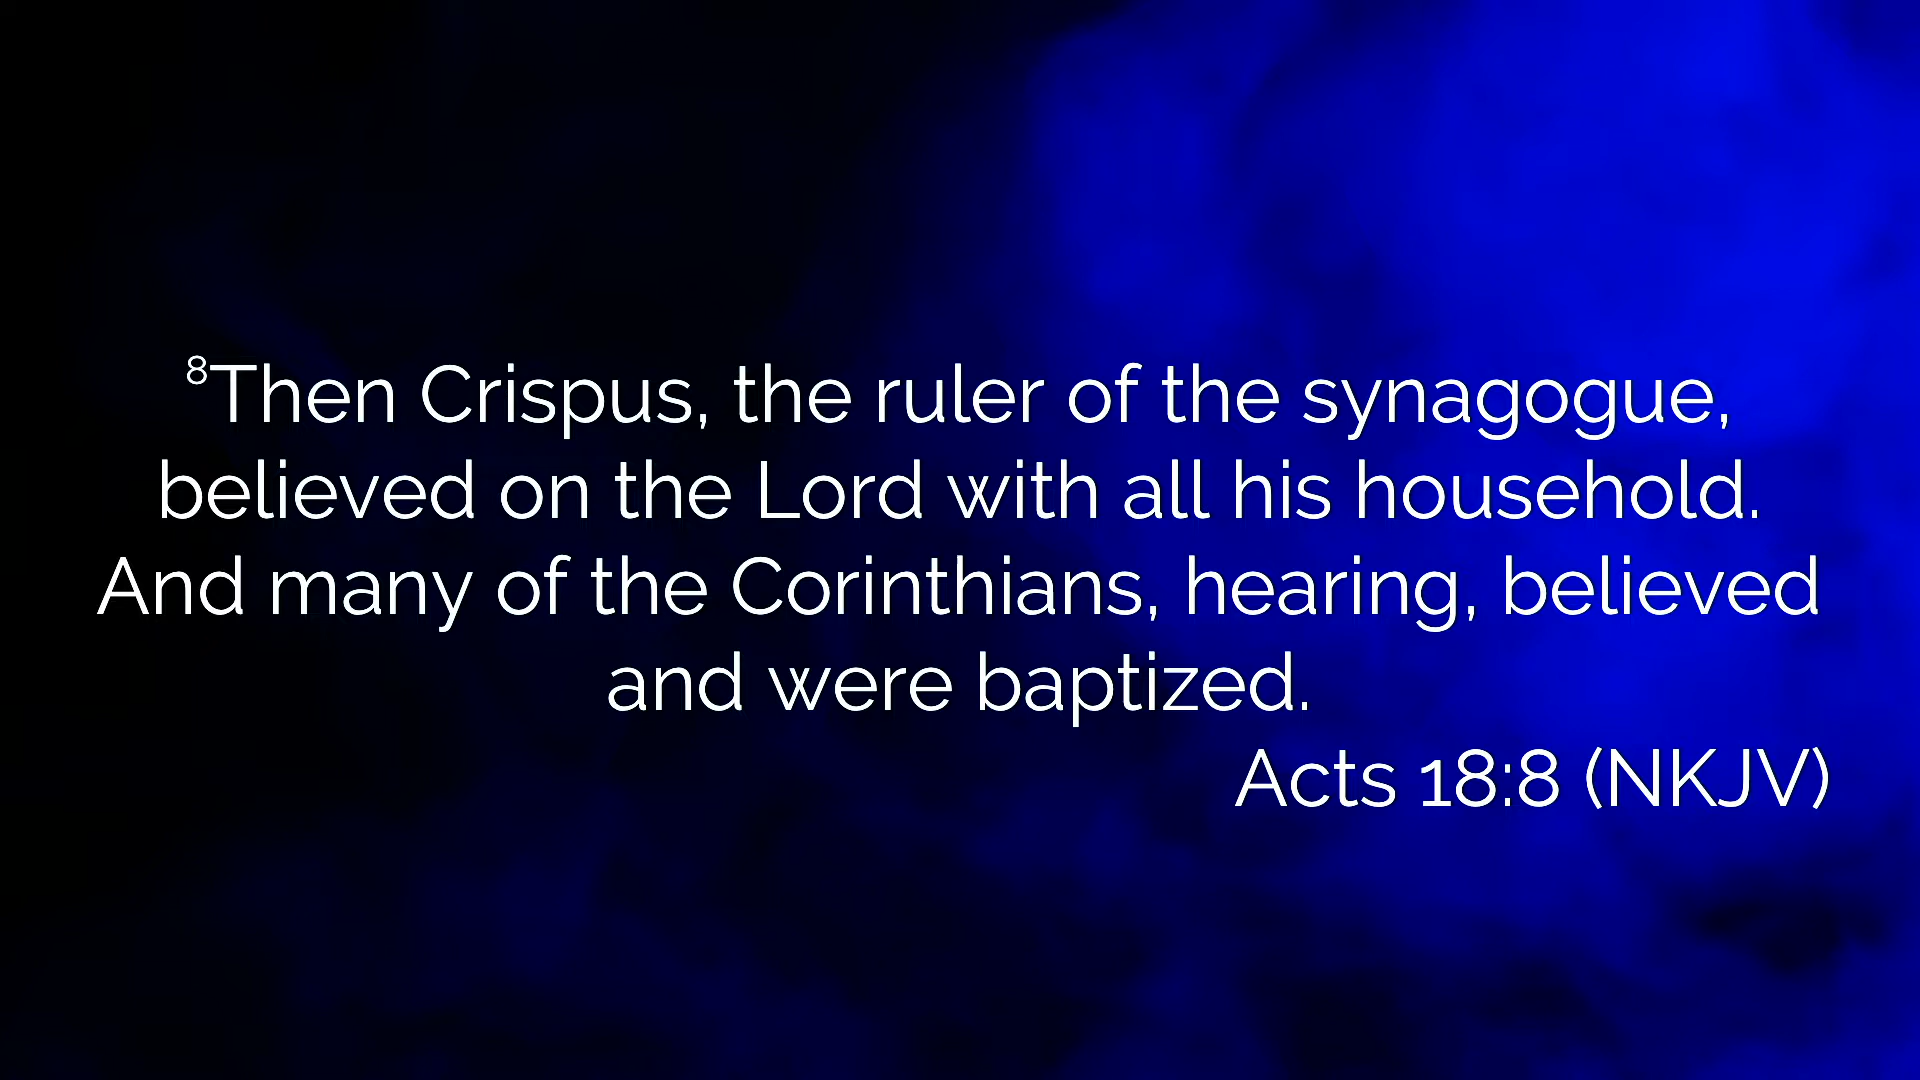 ⁸Then Crispus, the ruler of the synagogue,
believed on the Lord with all his household.
And many of the Corinthians, hearing, believed
and were baptized.
Acts 18:8 (NKJV)